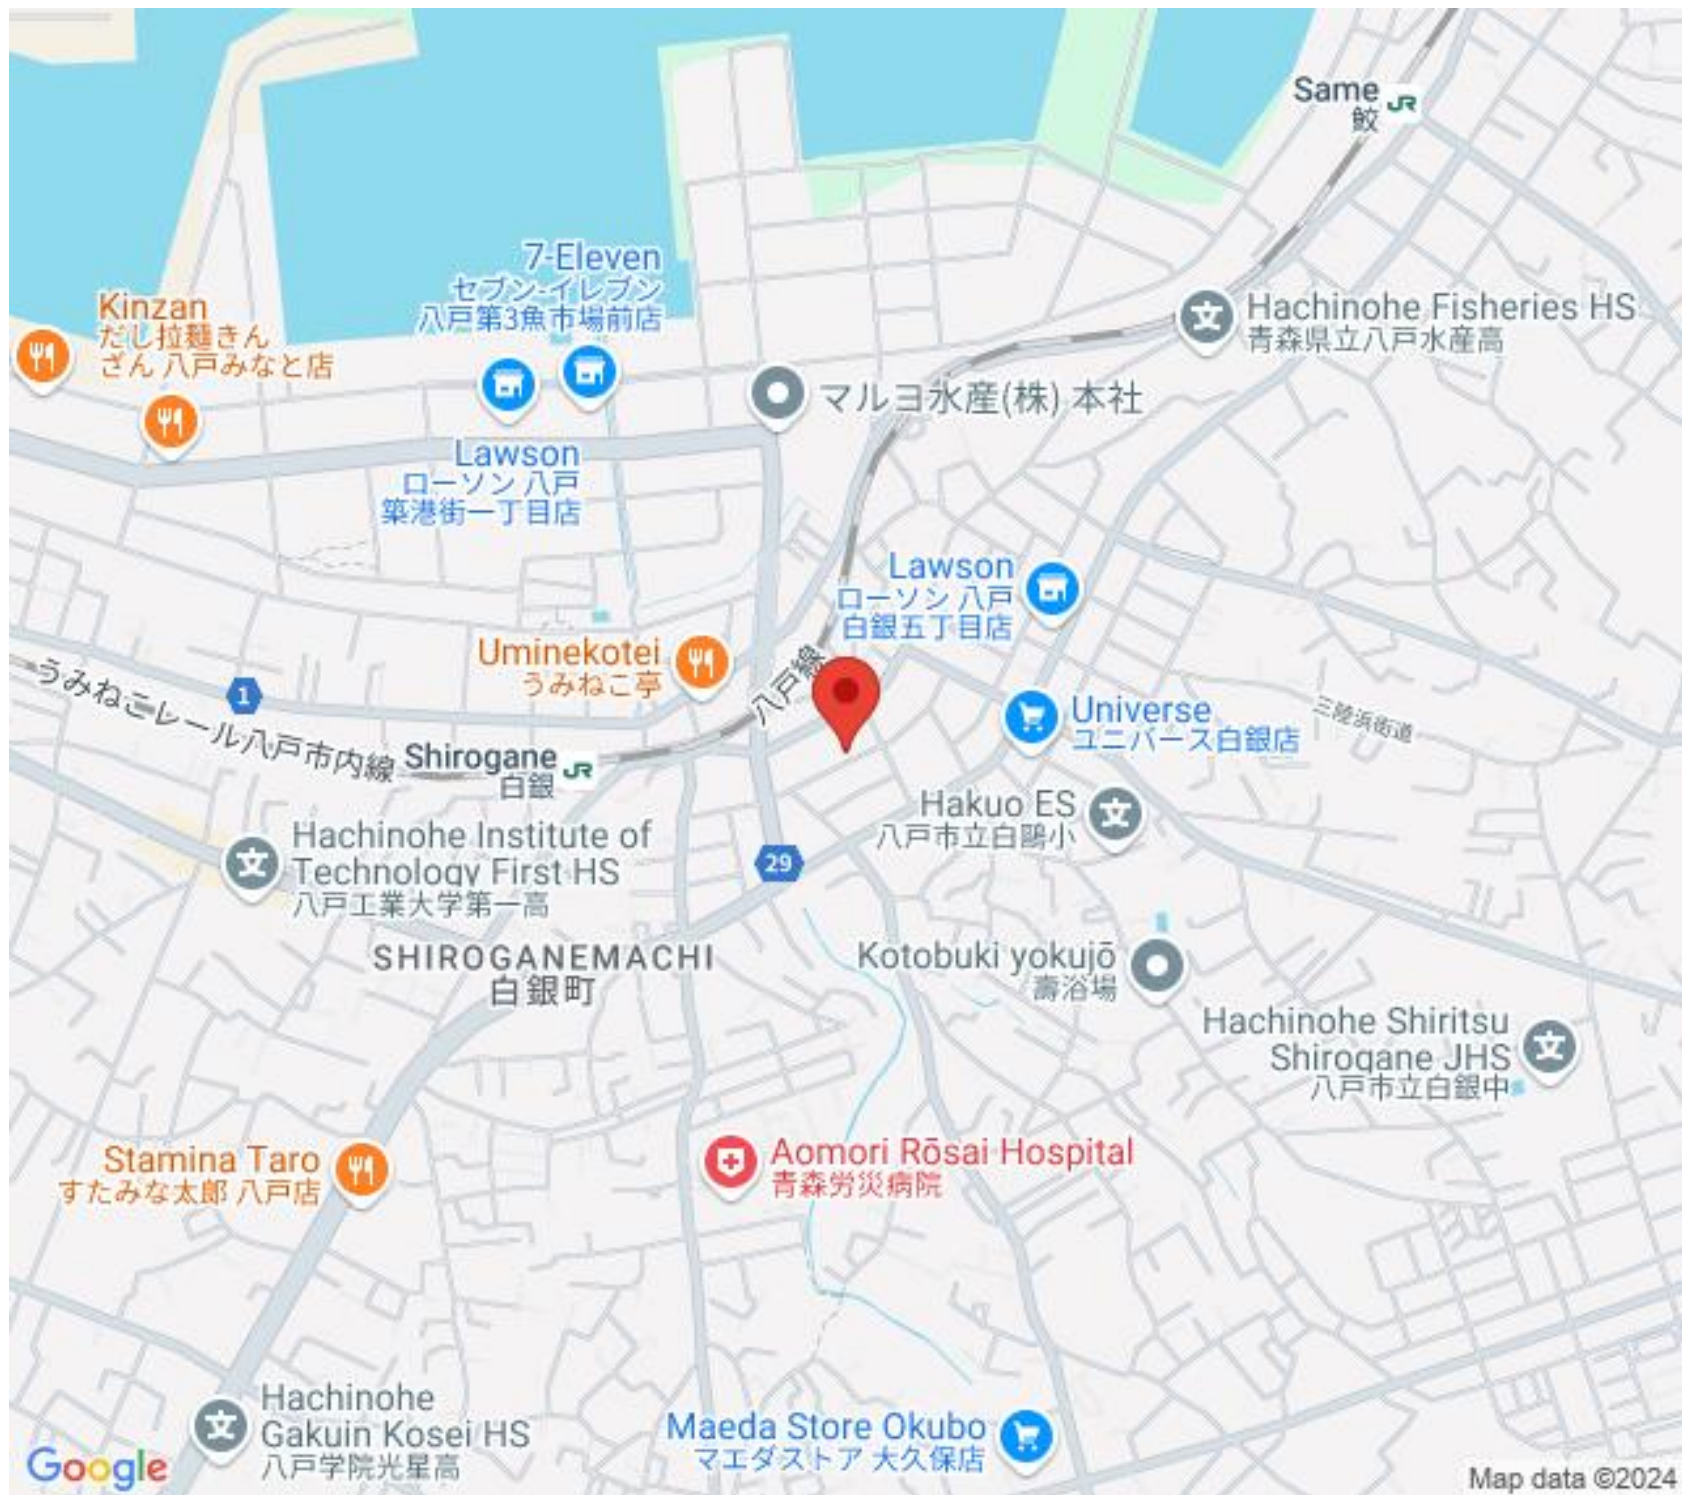 Same
鮫
7-Eleven
セブン-イレブン
八戸第3魚市場前店
Kinzan
だし拉麺きん
ざん 八戸みなと店
Hachinohe Fisheries HS
青森県立八戸水産高
マルヨ水産(株) 本社
Lawson
ローソン 八戸
築港街一丁目店
Lawson
ローソン 八戸
白銀五丁目店
Uminekotei
うみねこ亭
八戸線
1
うみねこレール八戸市内線
Universe
ユニバース白銀店
三陸浜街道
Shirogane
白銀
JR
JR
Hakuo ES
八戸市立白鷗小
Hachinohe Institute of
Technology First HS
八戸工業大学第一高
29
SHIROGANEMACHI
白銀町
Kotobuki yokujō
壽浴場
Hachinohe Shiritsu
Shirogane JHS
八戸市立白銀中
Stamina Taro
すたみな太郎 八戸店
Aomori Rōsai Hospital
青森労災病院
Hachinohe
Gakuin Kosei HS
八戸学院光星高
Maeda Store Okubo
マエダストア 大久保店
文
文
文
文
文
Google
Map data ©2024